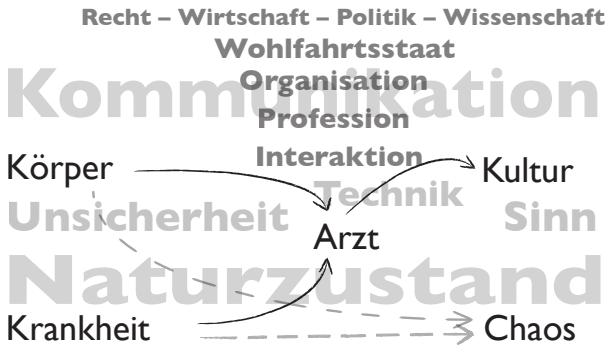 Recht – Wirtschaft – Politik – Wissenschaft
Wohlfahrtsstaat
Organisation
Kommunikation
Profession
Interaktion
Körper
Kultur
Technik
Unsicherheit
Sinn
Arzt
Naturzustand
Krankheit
Chaos